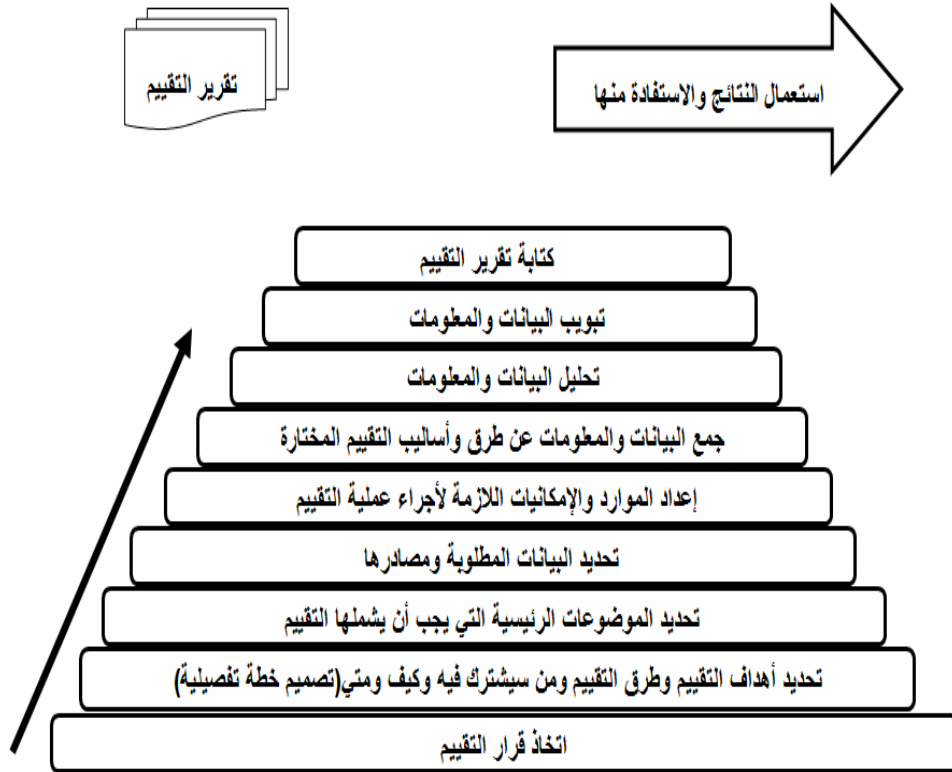 تقرير التقييم
استعمال النتائج والاستفادة منها
كتابة تقرير التقييم
تبويب البيانات والمعلومات
تحليل البيانات والمعلومات
جمع البيانات والمعلومات عن طرق وأساليب التقييم المختارة
إعداد الموارد والإمكانيات اللازمة لأجراء عملية التقييم
تحديد البيانات المطلوبة ومصادرها
تحديد الموضوعات الرئيسية التي يجب أن يشملها التقييم
تحديد أهداف التقييم وطرق التقييم ومن سيشترك فيه وكيف ومتي(تصميم خطة تفصيلية)
اتخاذ قرار التقييم